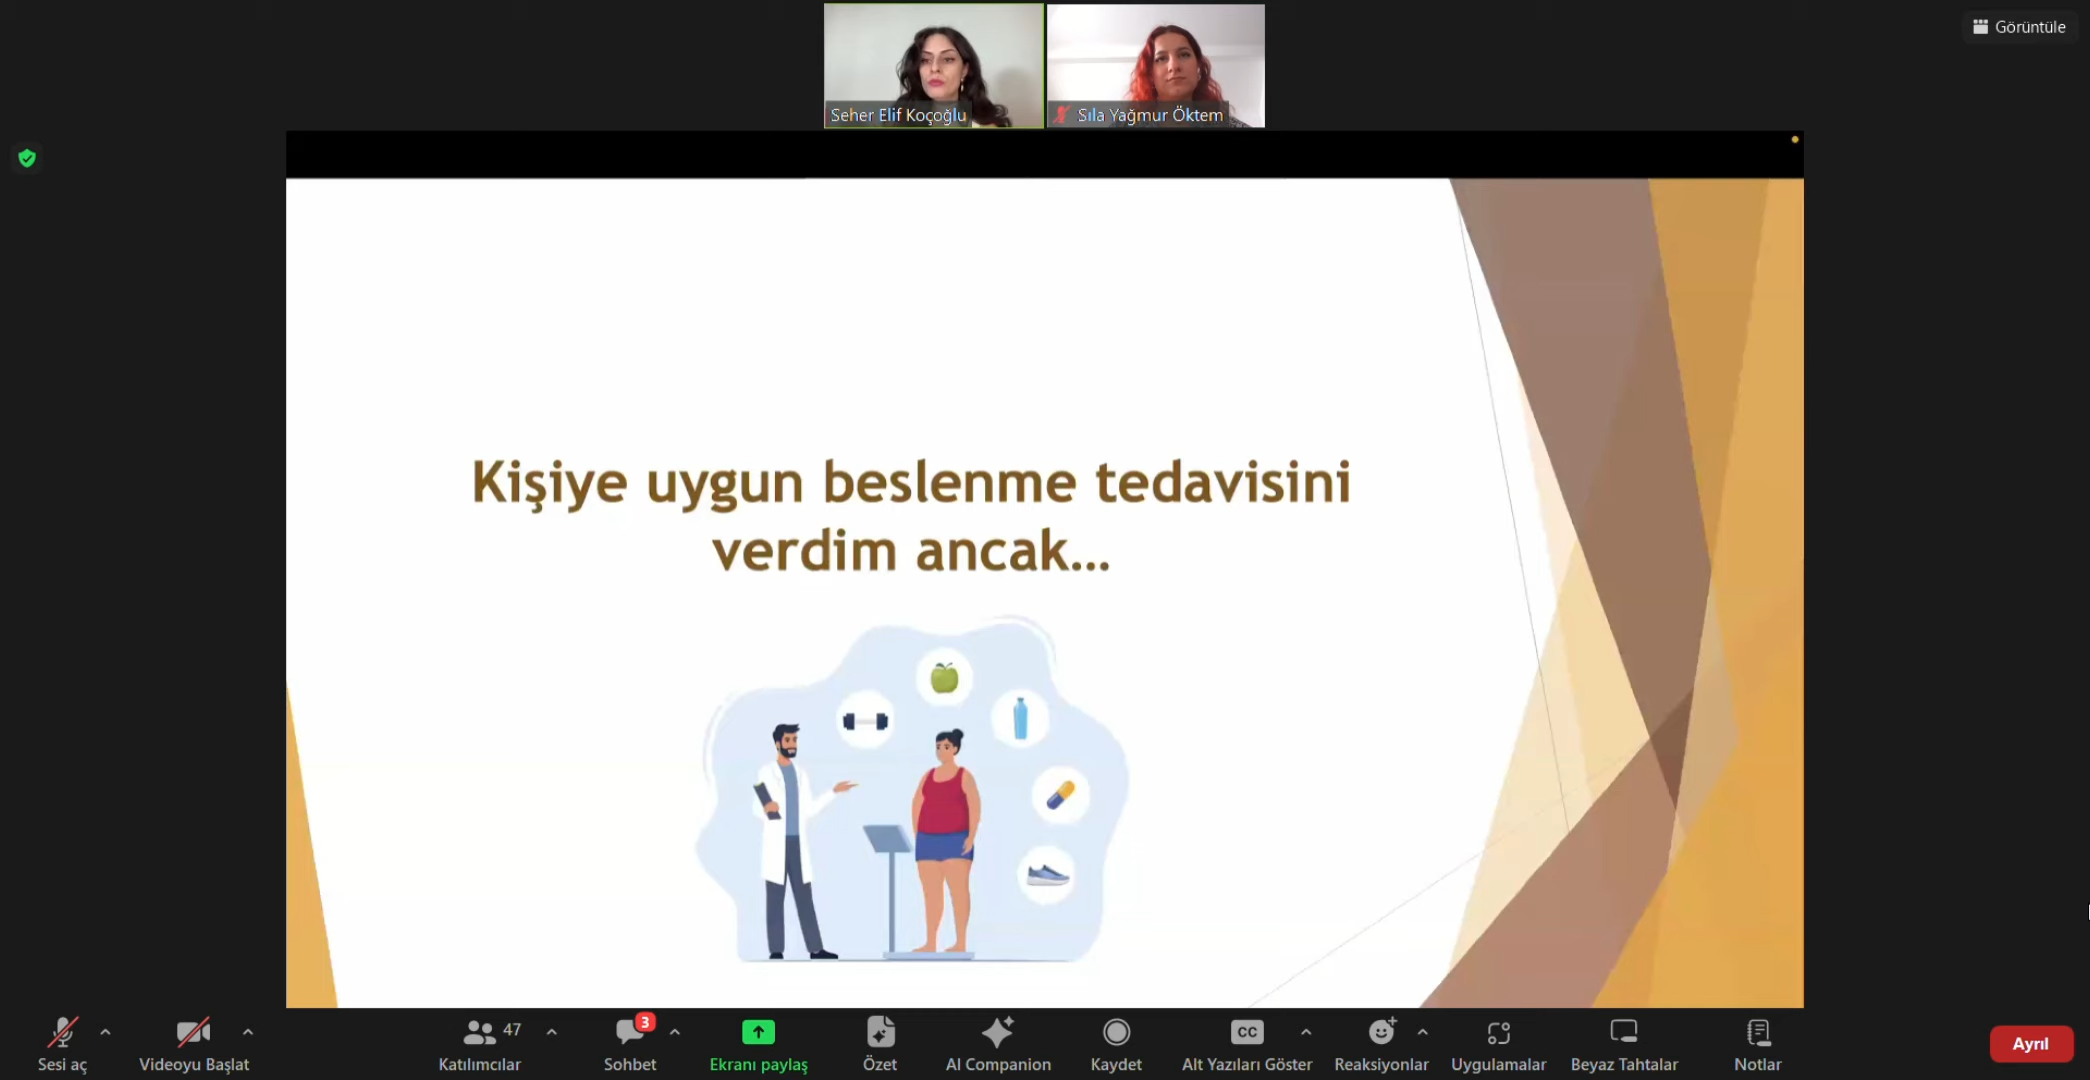 Görüntüle
Seher Elif Koçoğlu
Sıla Yağmur Öktem
Kişiye uygun beslenme tedavisini
verdim ancak...
Sesi aç
Videoyu Başlat
47
Katılımcılar
3
Sohbet
Ekranı paylaş
Özet
AI Companion
Kaydet
CC
Alt Yazıları Göster
Reaksiyonlar
Uygulamalar
Beyaz Tahtalar
Notlar
Ayrıl